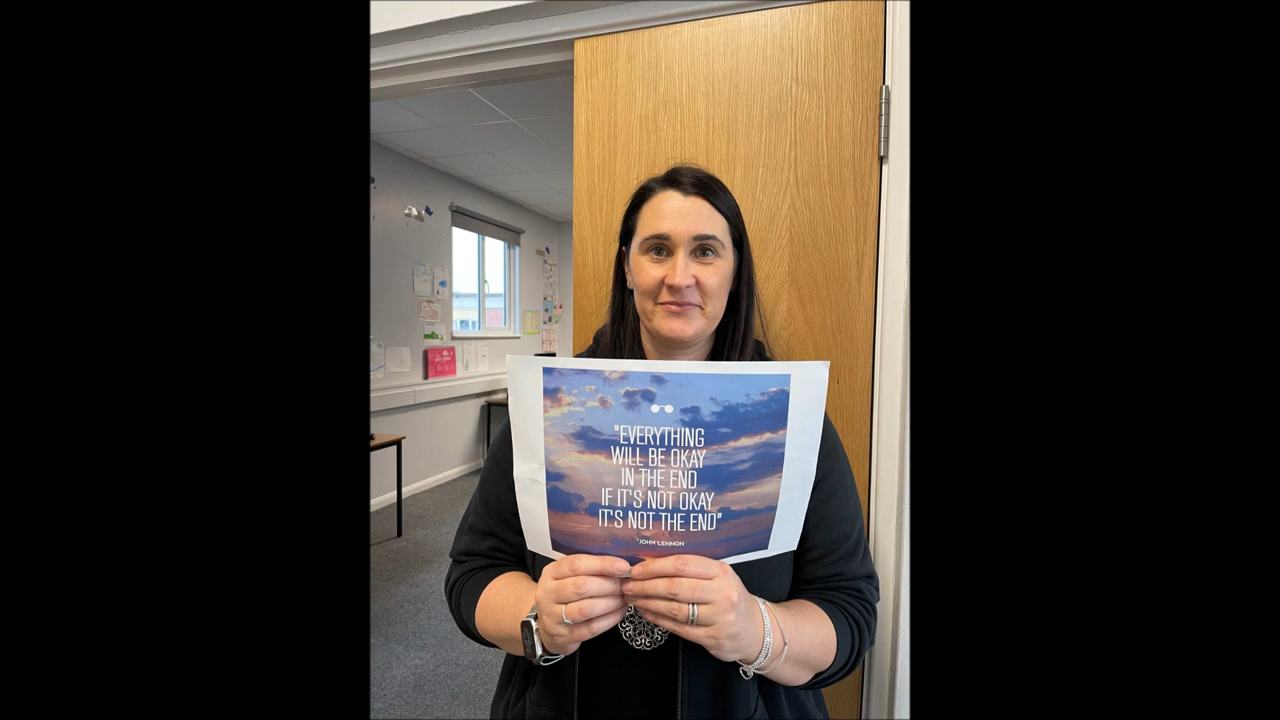 "EVERYTHING
WILL BE OKAY
IN THE END
IF IT'S NOT OKAY
IT'S NOT THE END"
JOHN LENNON